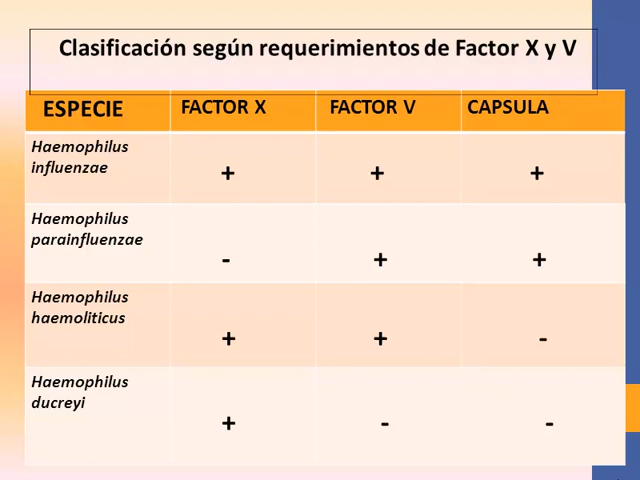 Clasificación según requerimientos de Factor X y V
ESPECIE FACTOR X FACTOR V CAPSULA
Haemophilus
influenzae
+ + +
Haemophilus
parainfluenzae
- + +
Haemophilus
haemoliticus
+ + -
Haemophilus
ducreyi
+ - -